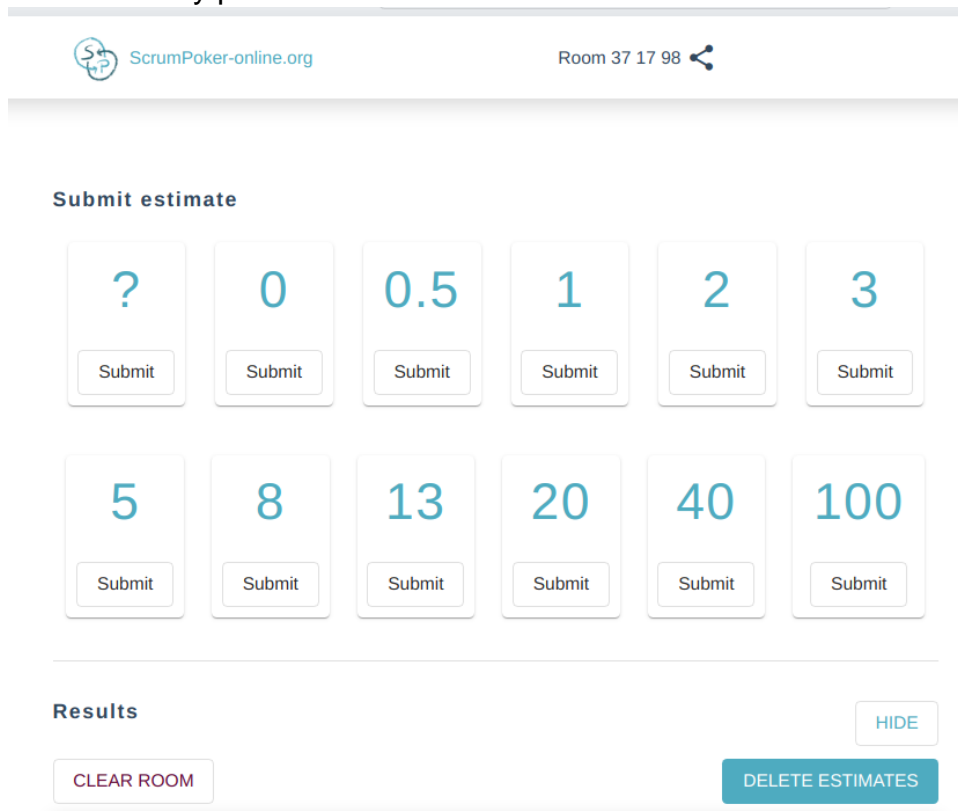 ScrumPoker-online.org Room 37 17 98
Submit estimate
? 0 0.5 1 2 3
Submit Submit Submit Submit Submit Submit
5 8 13 20 40 100
Submit Submit Submit Submit Submit Submit
Results
HIDE
CLEAR ROOM DELETE ESTIMATES